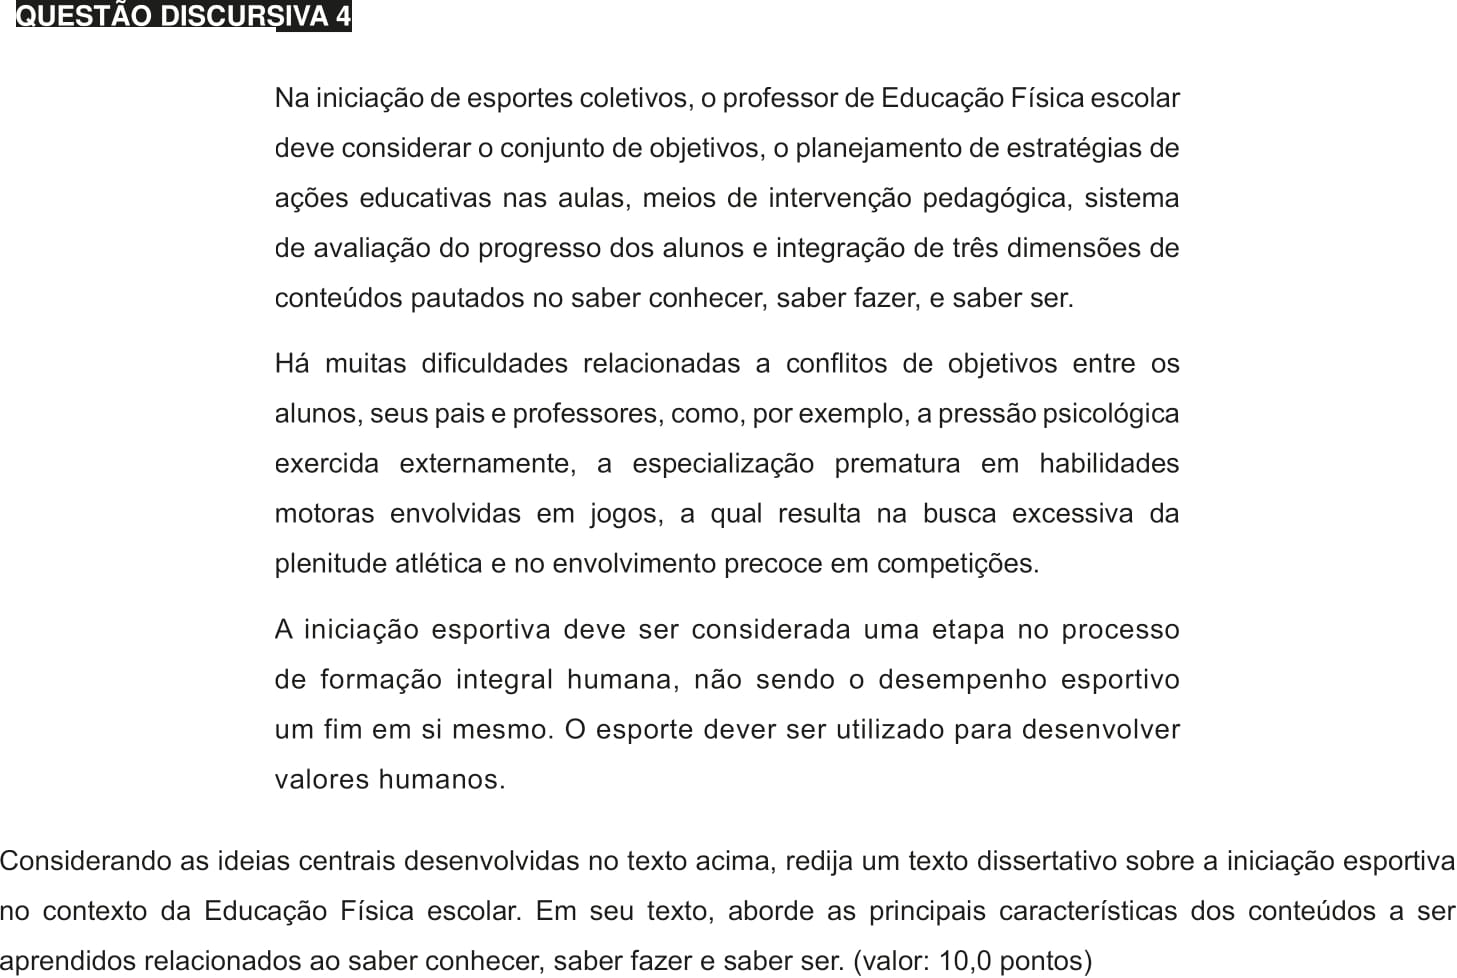 QUESTÃO DISCURSIVA 4
Na iniciação de esportes coletivos, o professor de Educação Física escolar
deve considerar o conjunto de objetivos, o planejamento de estratégias de
ações educativas nas aulas, meios de intervenção pedagógica, sistema
de avaliação do progresso dos alunos e integração de três dimensões de
conteúdos pautados no saber conhecer, saber fazer, e saber ser.
Há muitas dificuldades relacionadas a conflitos de objetivos entre os
alunos, seus pais e professores, como, por exemplo, a pressão psicológica
exercida externamente, a especialização prematura em habilidades
motoras envolvidas em jogos, a qual resulta na busca excessiva da
plenitude atlética e no envolvimento precoce em competições.
A iniciação esportiva deve ser considerada uma etapa no processo
de formação integral humana, não sendo o desempenho esportivo
um fim em si mesmo. O esporte dever ser utilizado para desenvolver
valores humanos.
Considerando as ideias centrais desenvolvidas no texto acima, redija um texto dissertativo sobre a iniciação esportiva
no contexto da Educação Física escolar. Em seu texto, aborde as principais características dos conteúdos a ser
aprendidos relacionados ao saber conhecer, saber fazer e saber ser. (valor: 10,0 pontos)